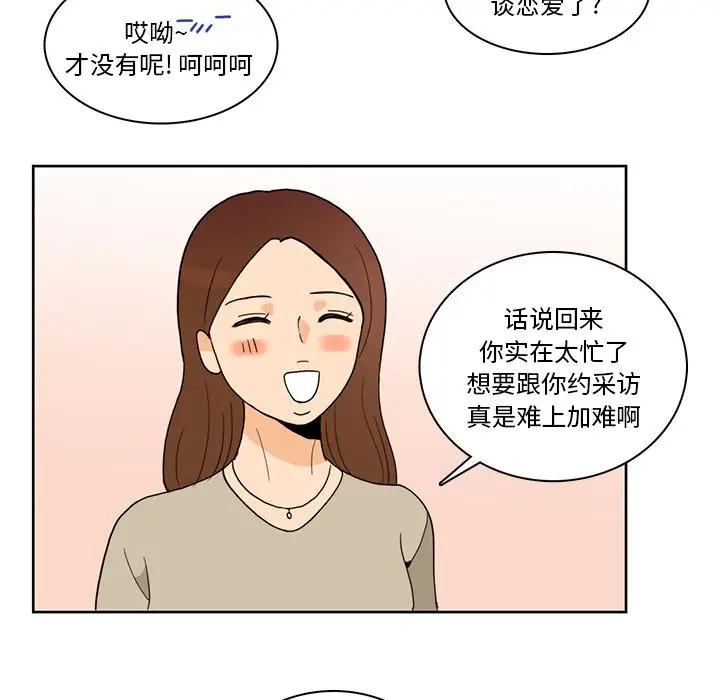 谈恋爱了?
哎呦~
才没有呢! 呵呵呵
话说回来
你实在太忙了
想要跟你约采访
真是难上加难啊